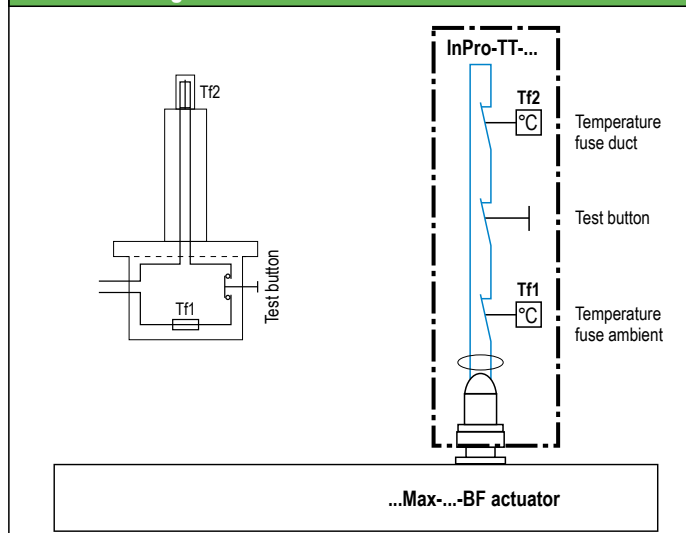 Tf2
Test button
Tf1
InPro-TT-...
Tf2
°C
Temperature
fuse duct
Test button
Tf1
°C
Temperature
fuse ambient
...Max-...-BF actuator